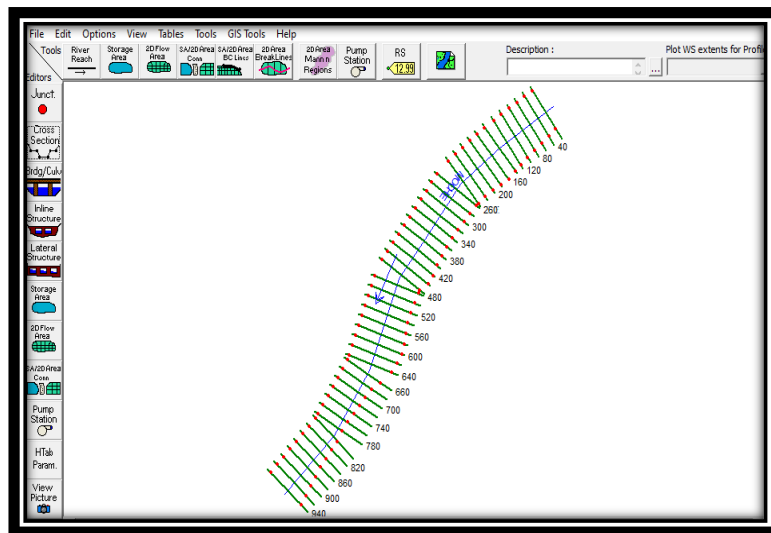 File Edit Options View Tables Tools GIS Tools Help
Tools
Editors
River Reach
Storage Area
2D Flow Area
SA/2D Area Conn
SA/2D Area BC Lines
2D Area BreakLines
2D Area Mann n Regions
Pump Station
RS
12.99
Description :
...
Plot WS extents for Profil
Junct.
Cross
Section
Brdg/Culv
Inline
Structure
Lateral
Structure
Storage
Area
2D Flow
Area
SA/2D Area
Conn
Pump
Station
HTab
Param.
View
Picture
40
80
120
160
200
260
300
340
380
420
480
520
560
600
640
660
700
740
780
820
860
900
940